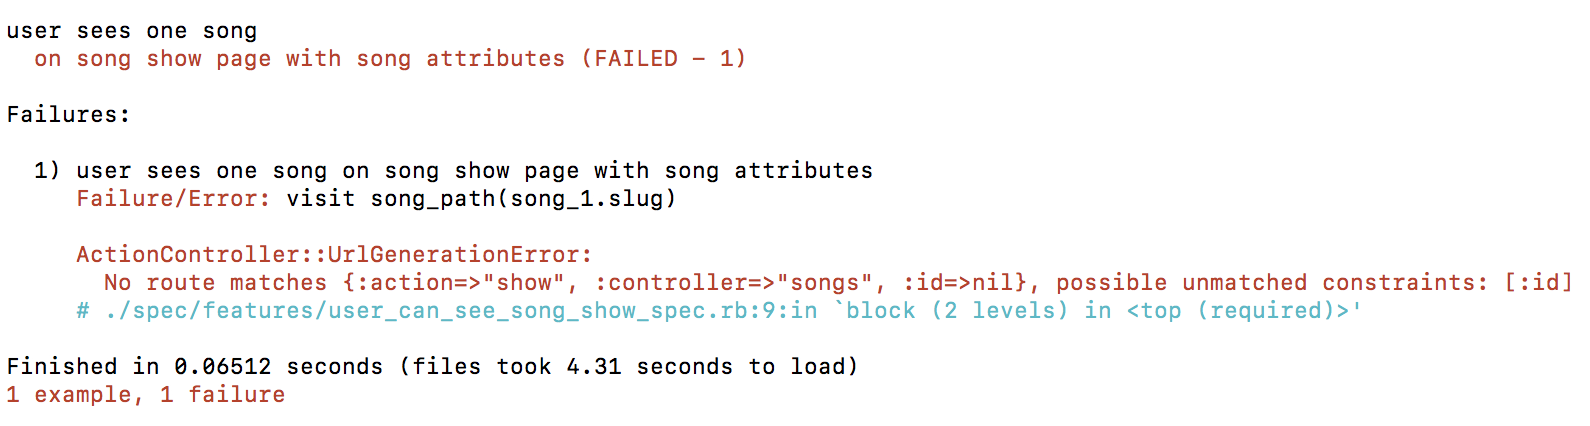 user sees one song
  on song show page with song attributes (FAILED - 1)

Failures:

  1) user sees one song on song show page with song attributes
     Failure/Error: visit song_path(song_1.slug)

     ActionController::UrlGenerationError:
       No route matches {:action=>"show", :controller=>"songs", :id=>nil}, possible unmatched constraints: [:id]
     # ./spec/features/user_can_see_song_show_spec.rb:9:in `block (2 levels) in <top (required)>'

Finished in 0.06512 seconds (files took 4.31 seconds to load)
1 example, 1 failure